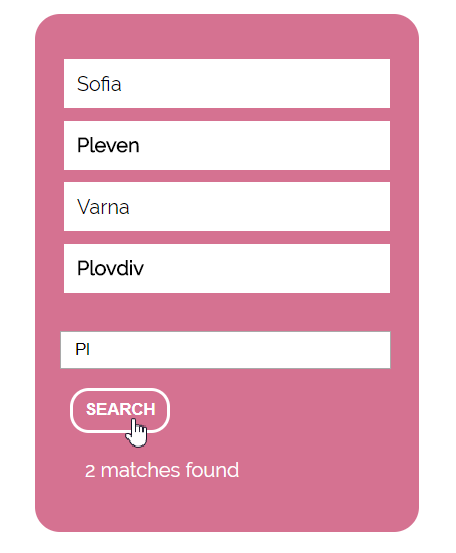 Sofia
Pleven
Varna
Plovdiv
Pl
SEARCH
2 matches found